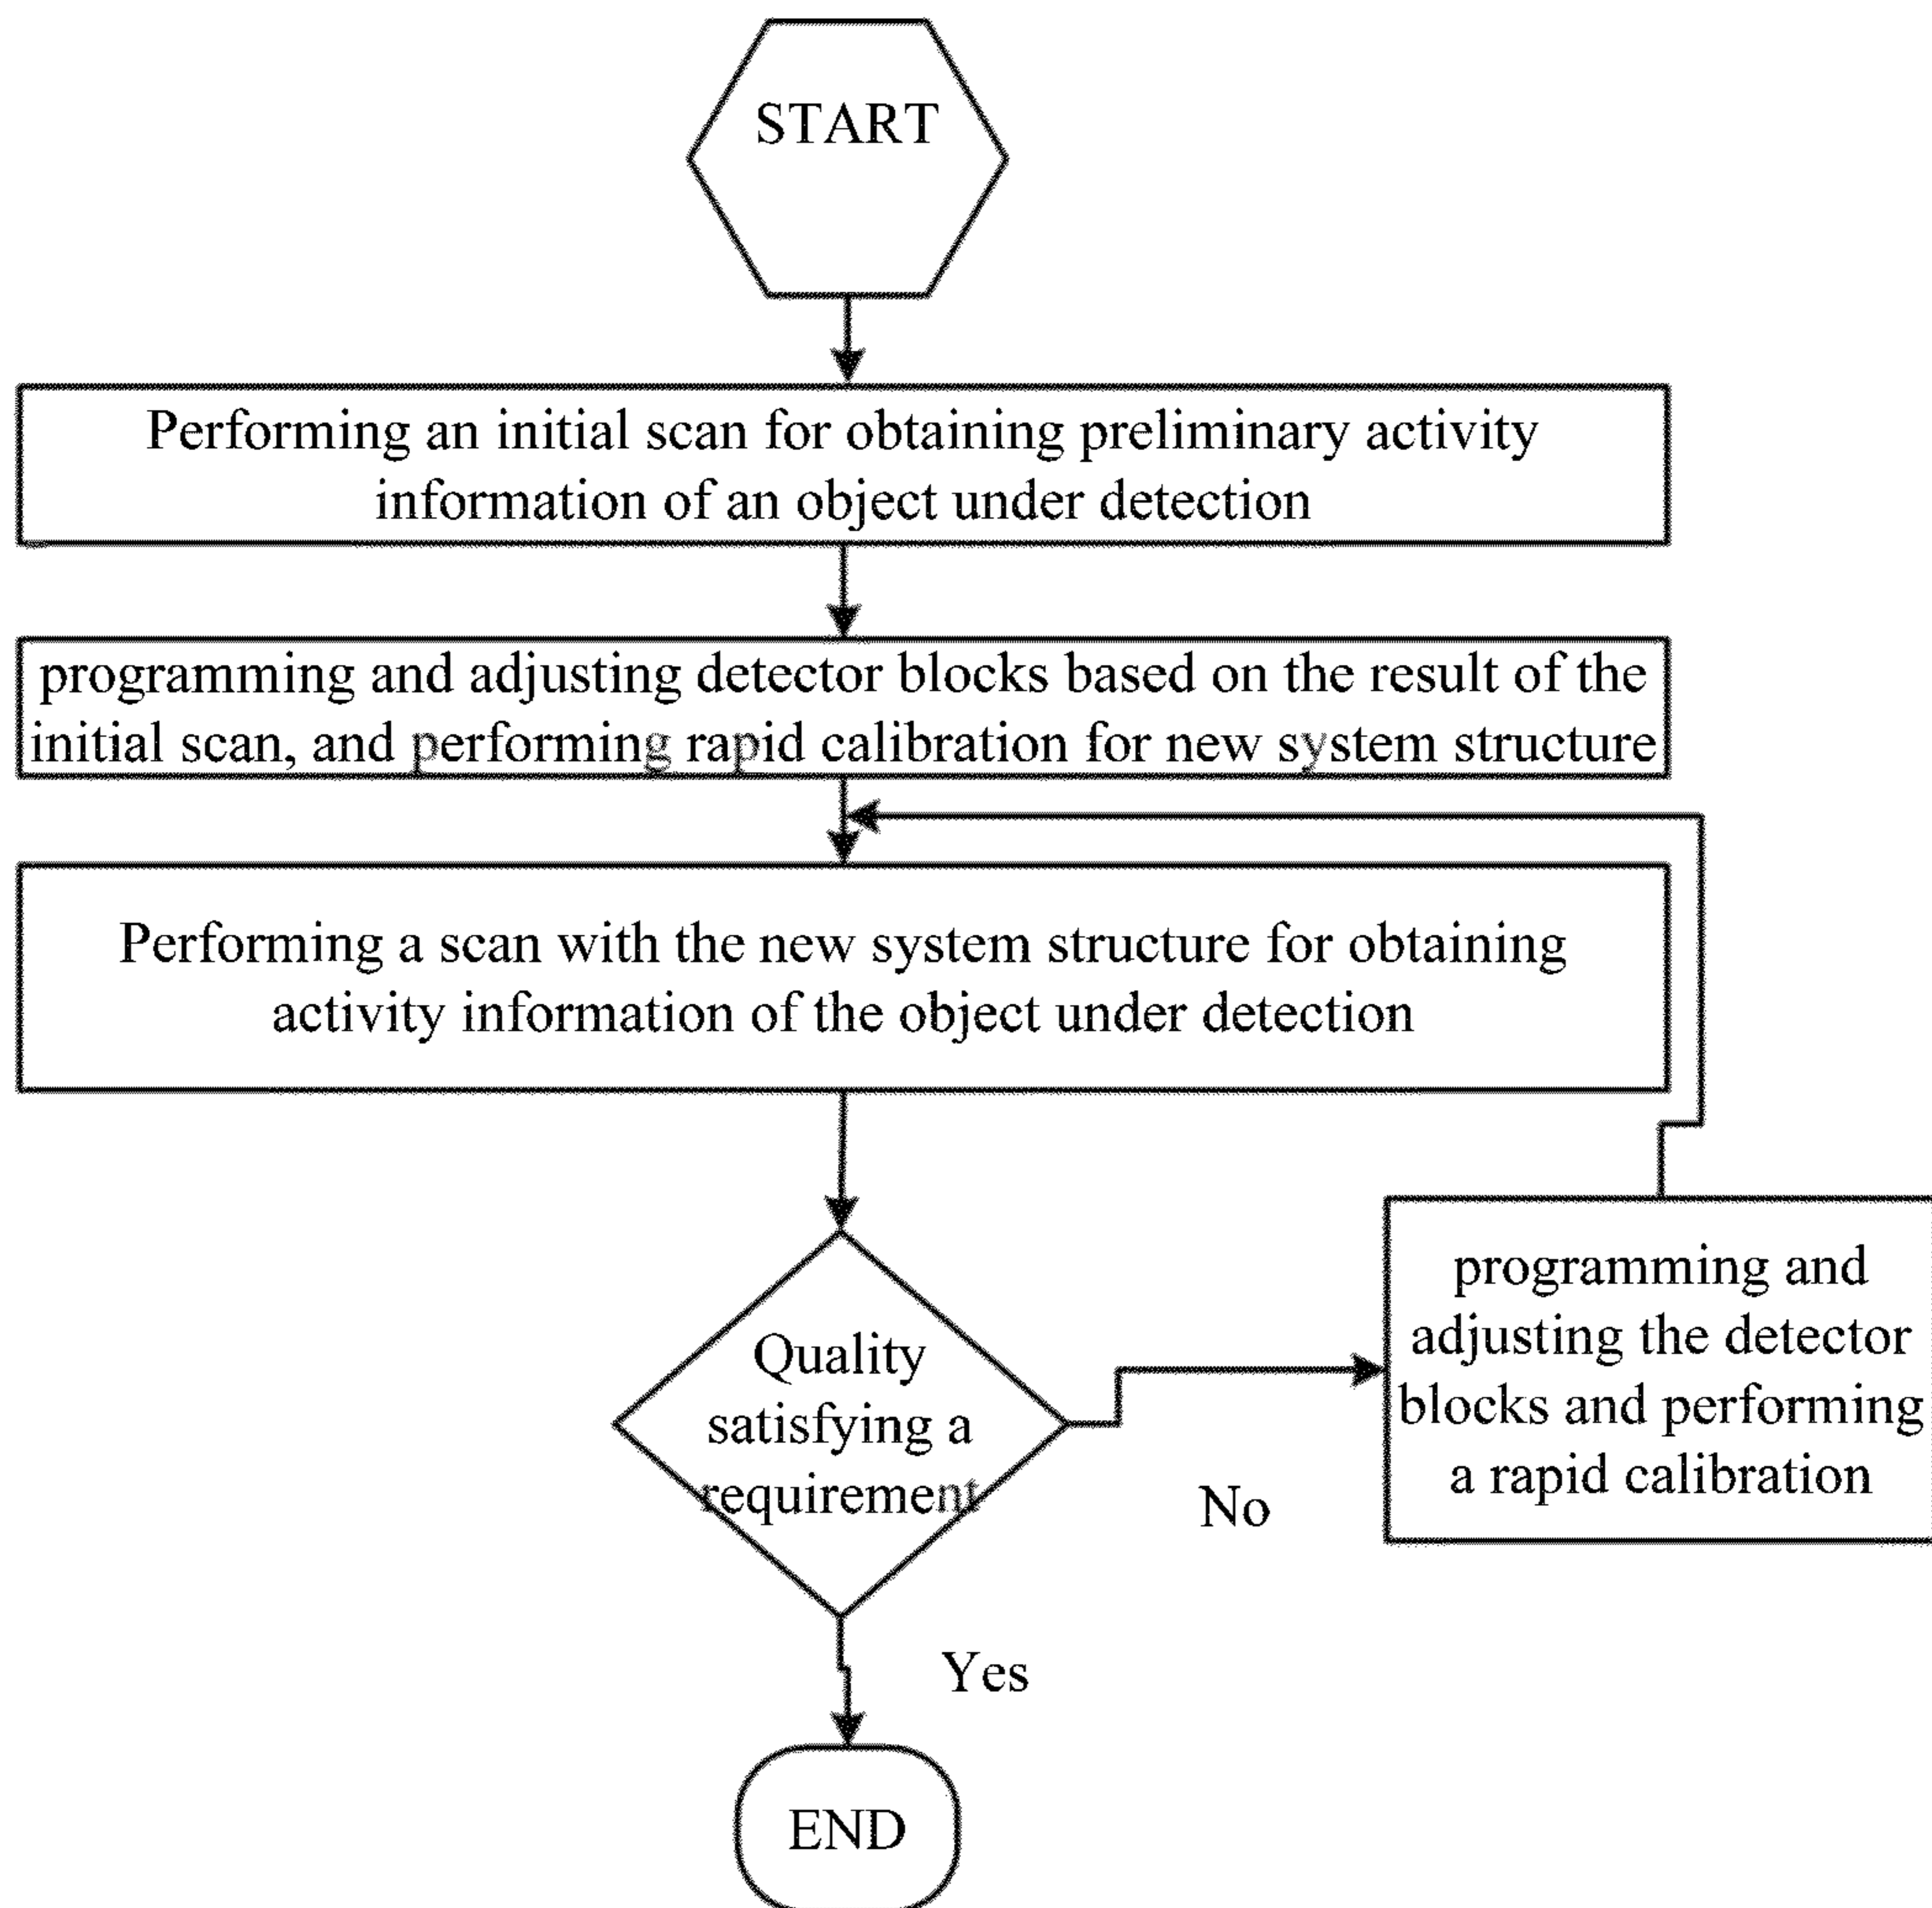 START
Performing an initial scan for obtaining preliminary activity
information of an object under detection
programming and adjusting detector blocks based on the result of the
initial scan, and performing rapid calibration for new system structure
Performing a scan with the new system structure for obtaining
activity information of the object under detection
Quality
satisfying a
requirement
No
programming and
adjusting the detector
blocks and performing
a rapid calibration
Yes
END